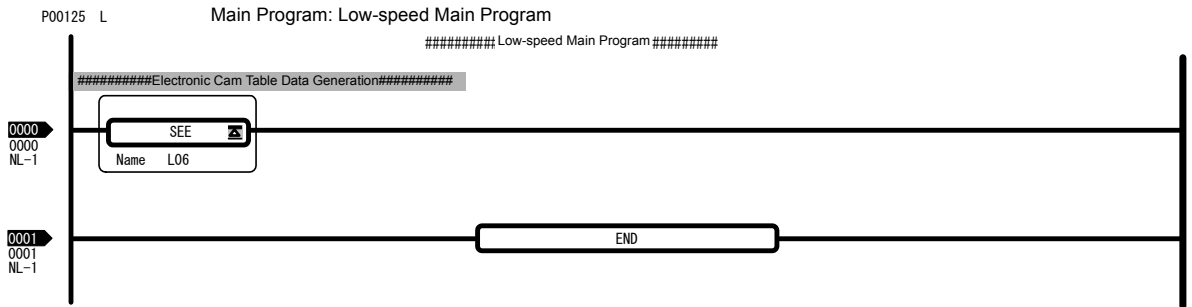 P00125 L Main Program: Low-speed Main Program
########## Low-speed Main Program #########
##########Electronic Cam Table Data Generation##########
0000 SEE
0000
NL-1 Name L06
0001 END
0001
NL-1